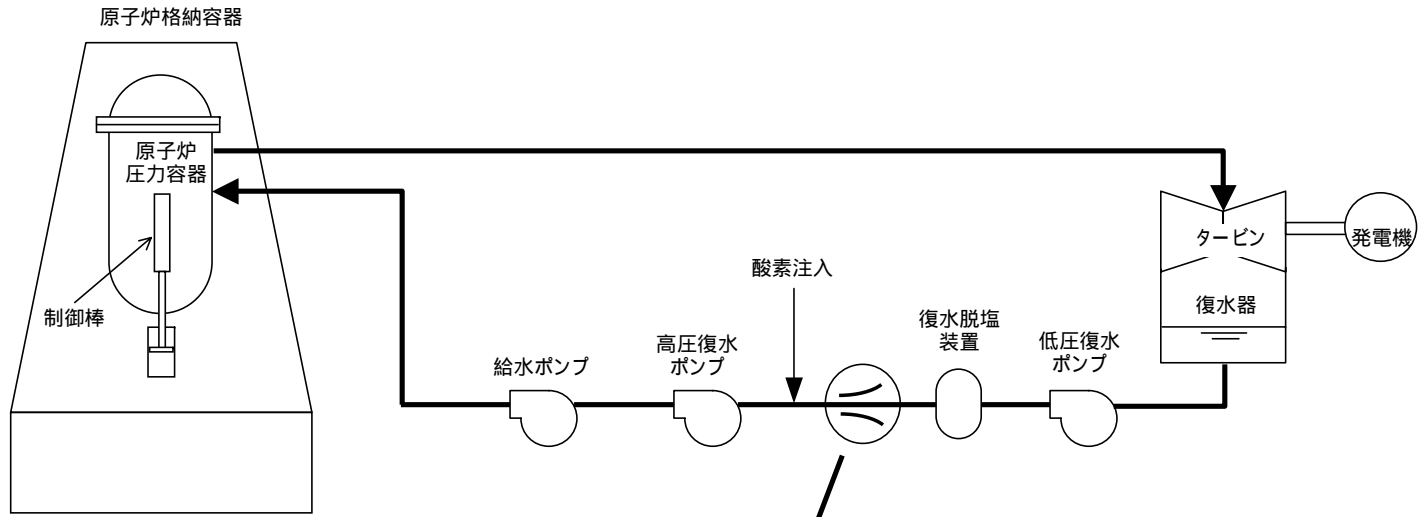 原子炉格納容器
原子炉
圧力容器
制御棒
タービン
発電機
復水器
酸素注入
給水ポンプ
高圧復水
ポンプ
復水脱塩
装置
低圧復水
ポンプ